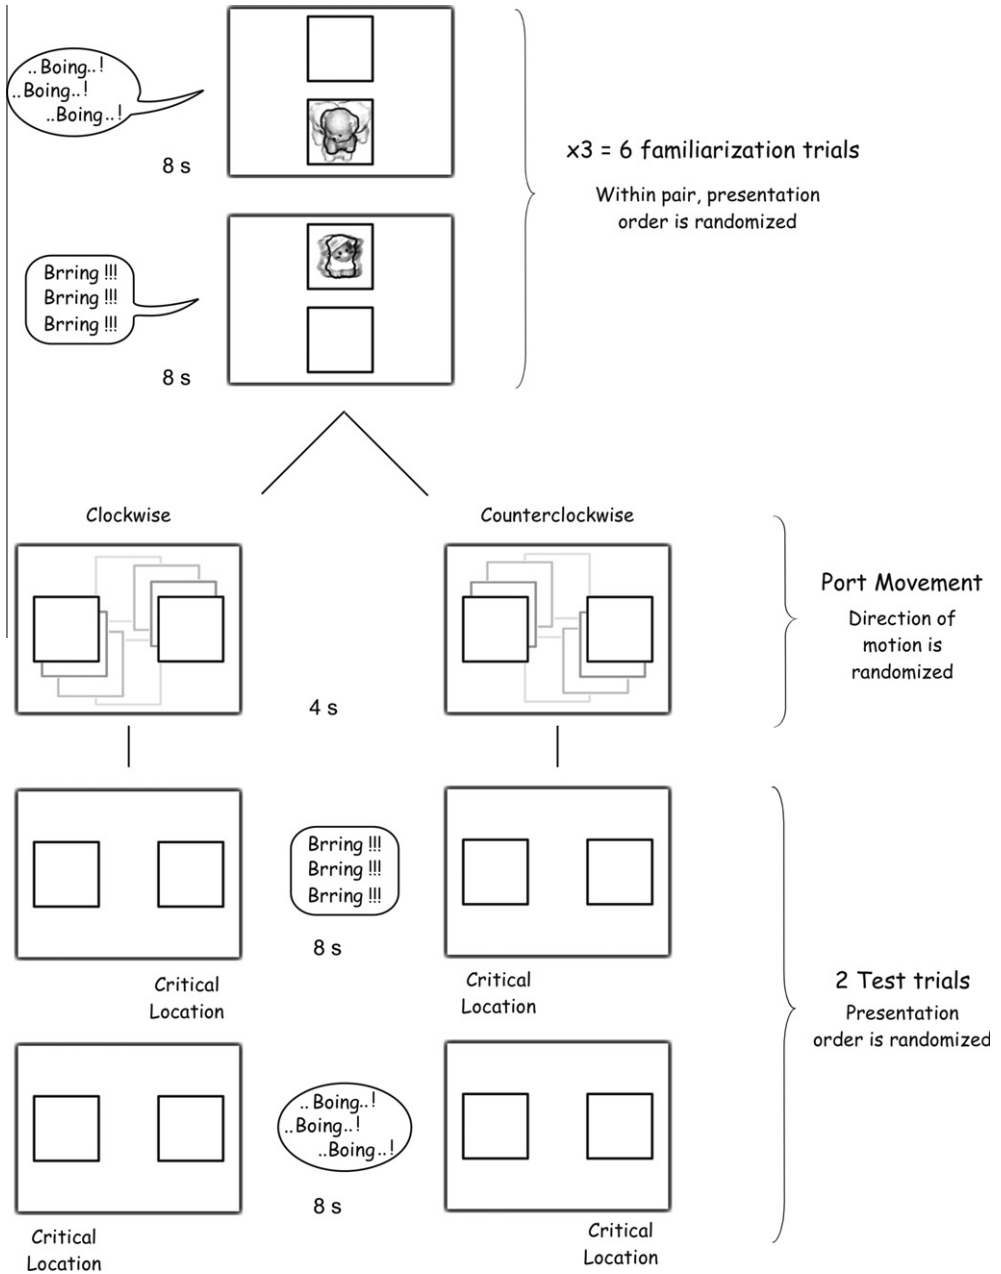 ..Boing..!
..Boing..!
..Boing..!
8 s
x3 = 6 familiarization trials
Within pair, presentation
order is randomized
Brring !!!
Brring !!!
Brring !!!
8 s
Clockwise
Counterclockwise
Port Movement
Direction of
motion is
randomized
4 s
Brring !!!
Brring !!!
Brring !!!
8 s
Critical
Location
Critical
Location
2 Test trials
Presentation
order is randomized
..Boing..!
..Boing..!
..Boing..!
8 s
Critical
Location
Critical
Location